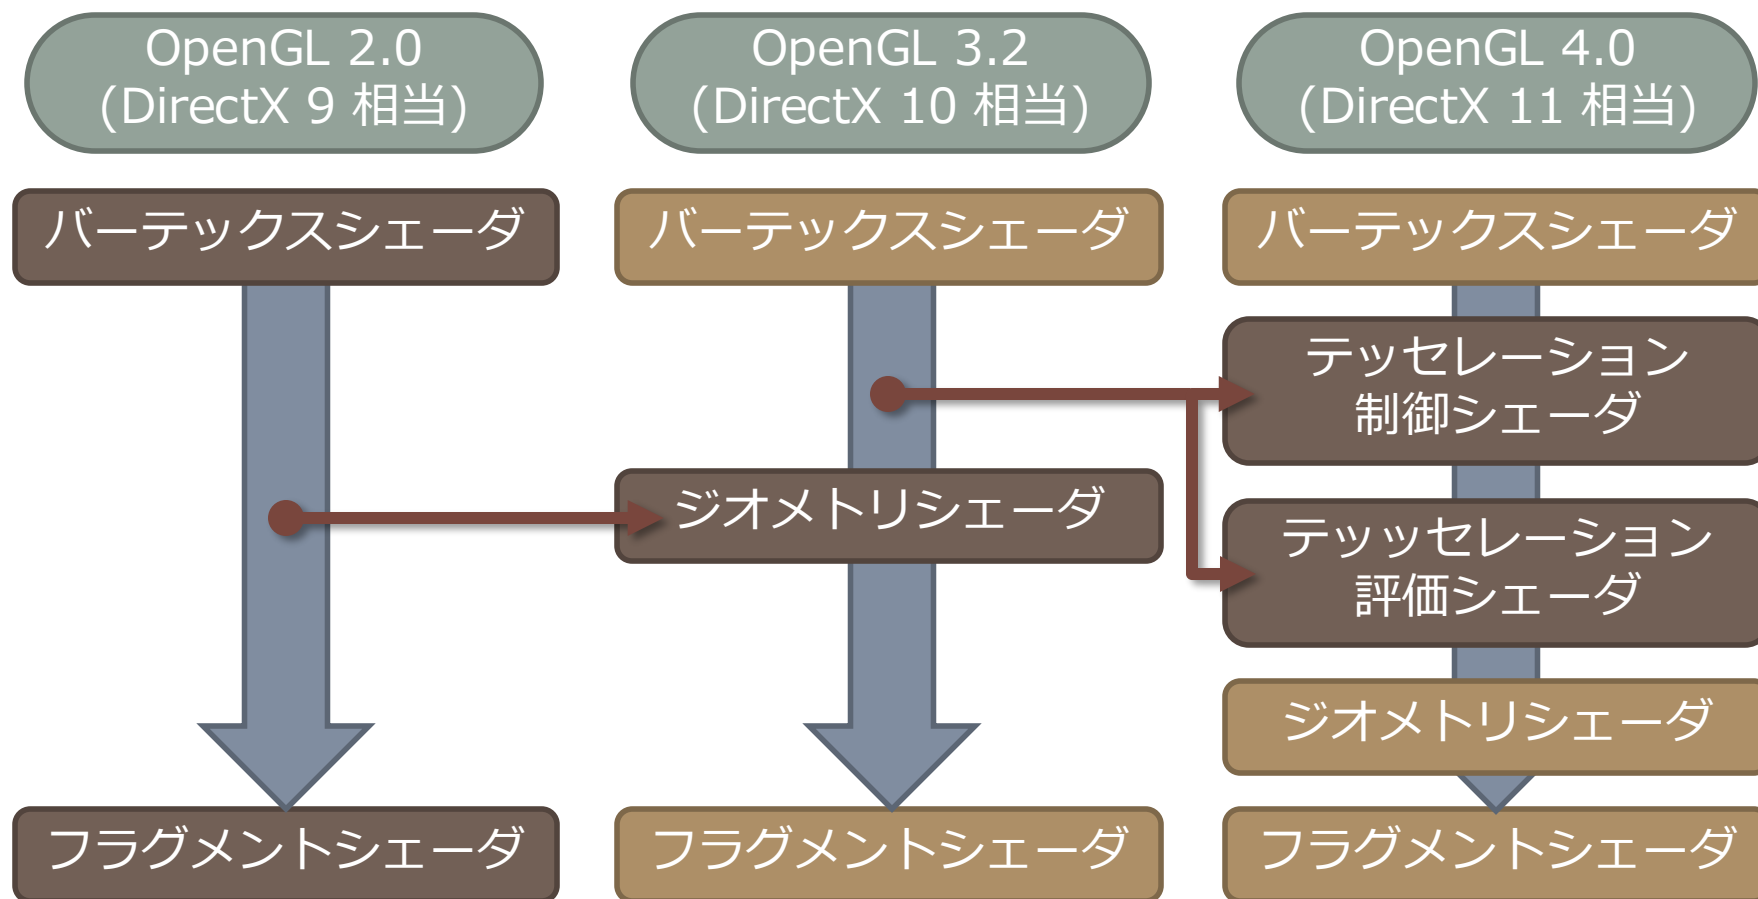 OpenGL 2.0
(DirectX 9 相当)
バーテックスシェーダ
フラグメントシェーダ
OpenGL 3.2
(DirectX 10 相当)
バーテックスシェーダ
ジオメトリシェーダ
フラグメントシェーダ
OpenGL 4.0
(DirectX 11 相当)
バーテックスシェーダ
テッセレーション
制御シェーダ
テッッセレーション
評価シェーダ
ジオメトリシェーダ
フラグメントシェーダ